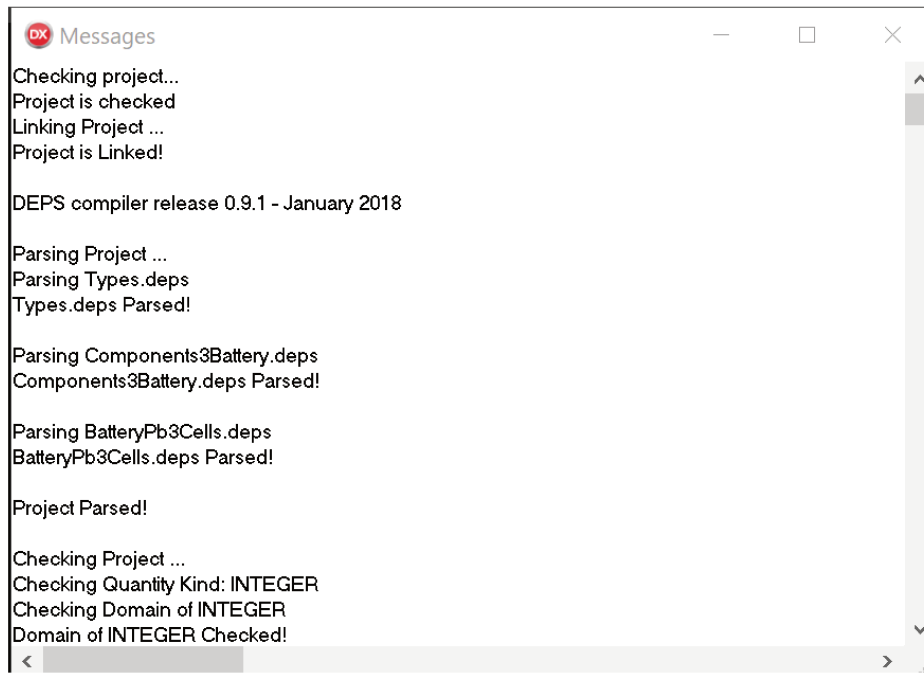 DX Messages
Checking project...
Project is checked
Linking Project ...
Project is Linked!
DEPS compiler release 0.9.1 - January 2018
Parsing Project ...
Parsing Types.deps
Types.deps Parsed!
Parsing Components3Battery.deps
Components3Battery.deps Parsed!
Parsing BatteryPb3Cells.deps
BatteryPb3Cells.deps Parsed!
Project Parsed!
Checking Project ...
Checking Quantity Kind: INTEGER
Checking Domain of INTEGER
Domain of INTEGER Checked!